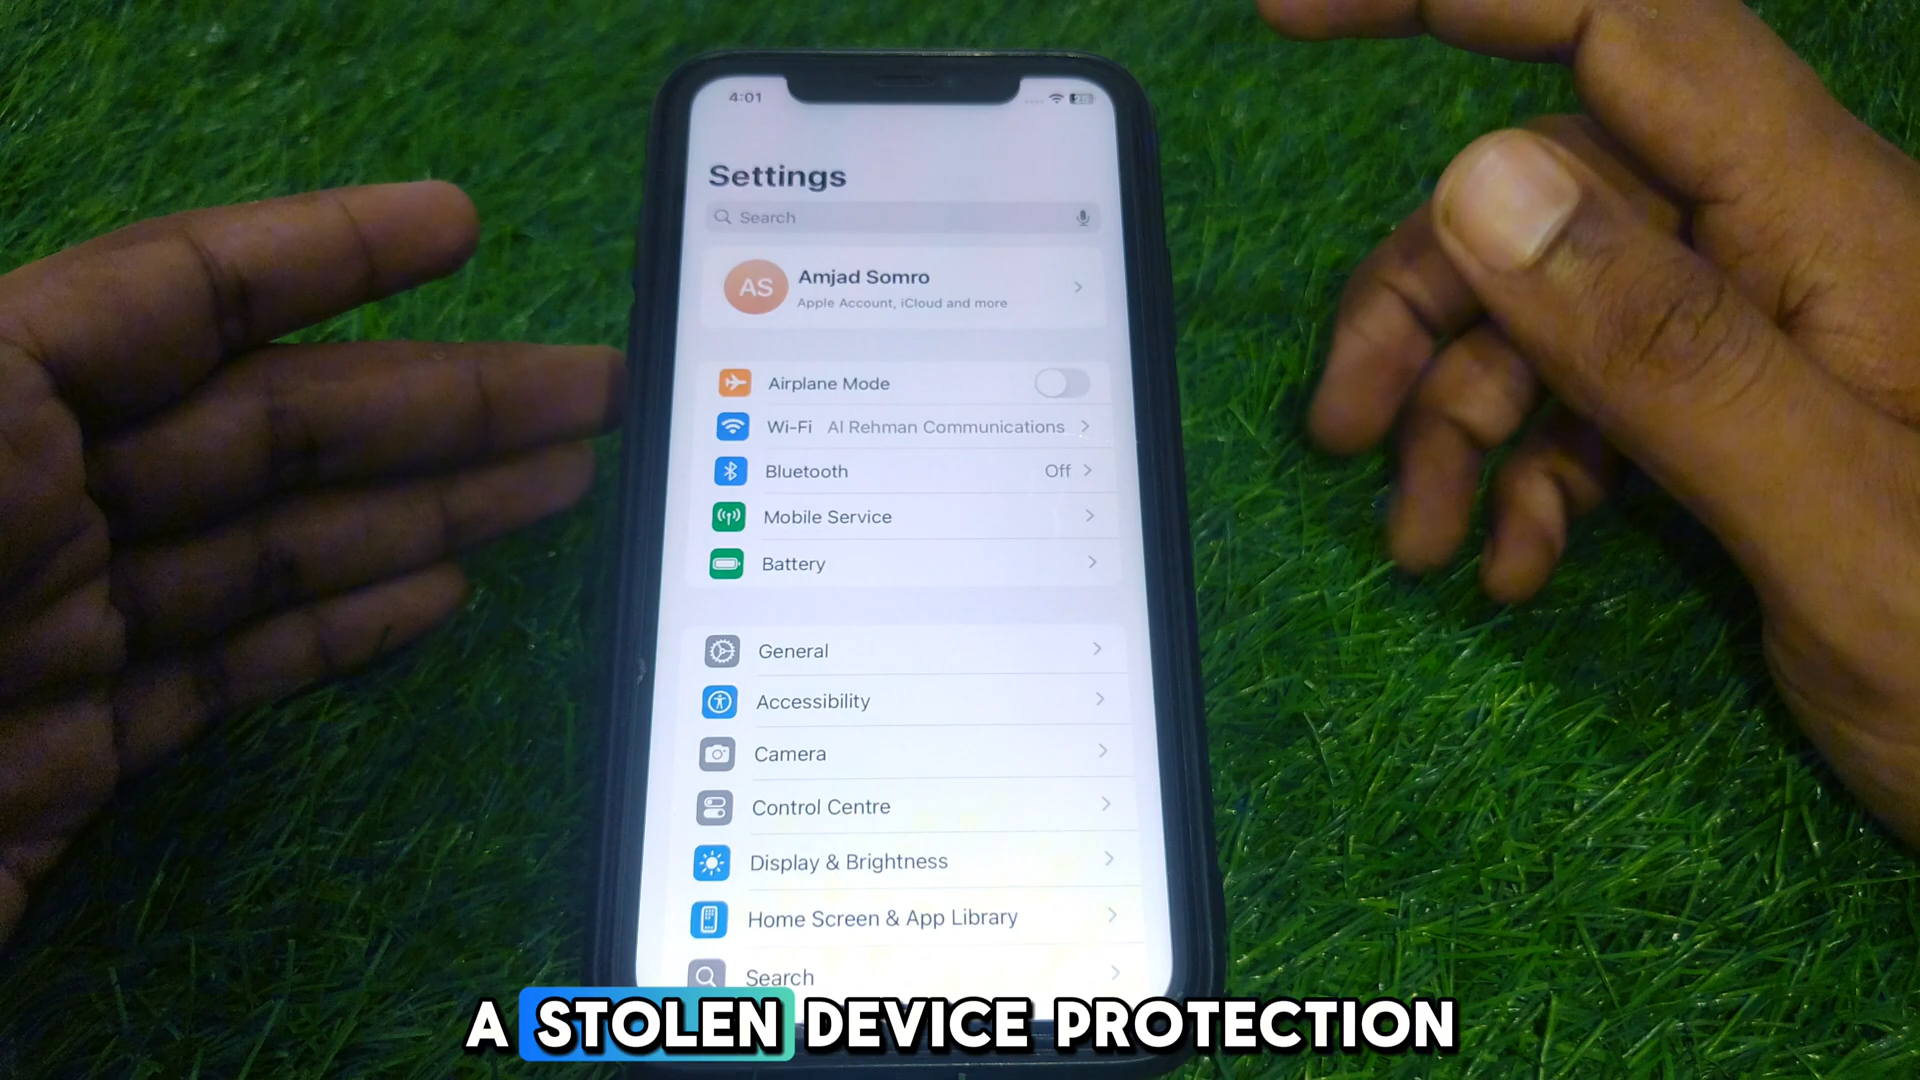 4:01
Settings
Search
AS
Amjad Somro
Apple Account, iCloud and more
Airplane Mode
Wi-Fi Al Rehman Communications
Bluetooth Off
Mobile Service
Battery
General
Accessibility
Camera
Control Centre
Display & Brightness
Home Screen & App Library
Search
A STOLEN DEVICE PROTECTION